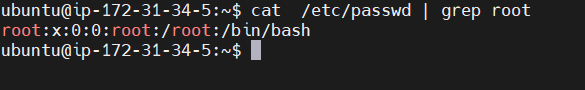 ubuntu@ip-172-31-34-5:~$ cat  /etc/passwd | grep root
root:x:0:0:root:/root:/bin/bash
ubuntu@ip-172-31-34-5:~$